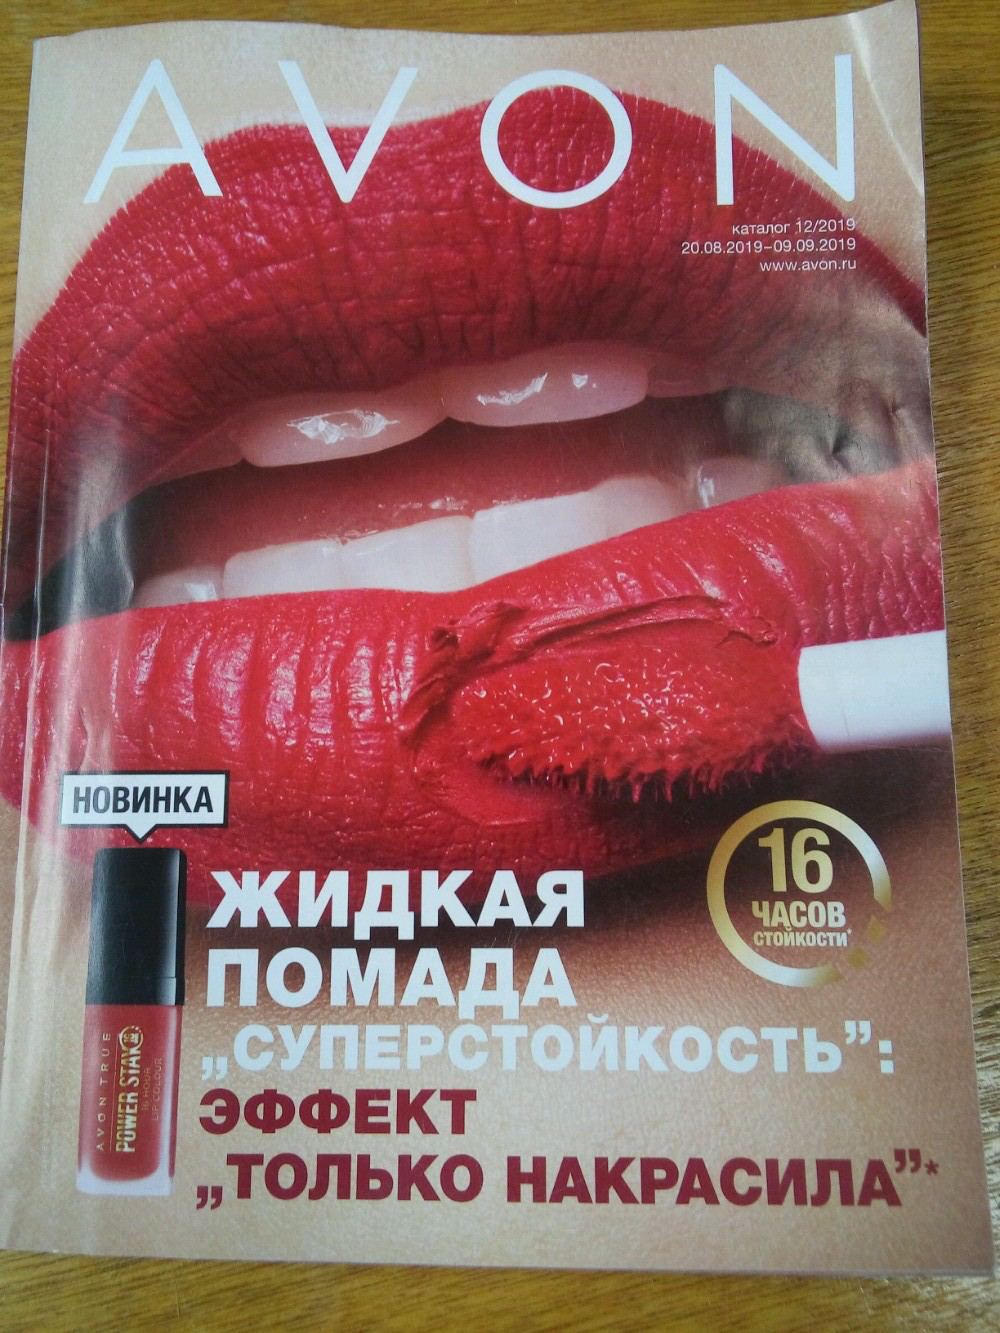 AVON
каталог 12/2019
20.08.2019–09.09.2019
www.avon.ru
НОВИНКА
16
ЧАСОВ
СТОЙКОСТИ*
ЖИДКАЯ
ПОМАДА
„СУПЕРСТОЙКОСТЬ”:
ЭФФЕКТ
„ТОЛЬКО НАКРАСИЛА”*
AVON TRUE
POWER STAY
16 HOUR
LIP COLOUR